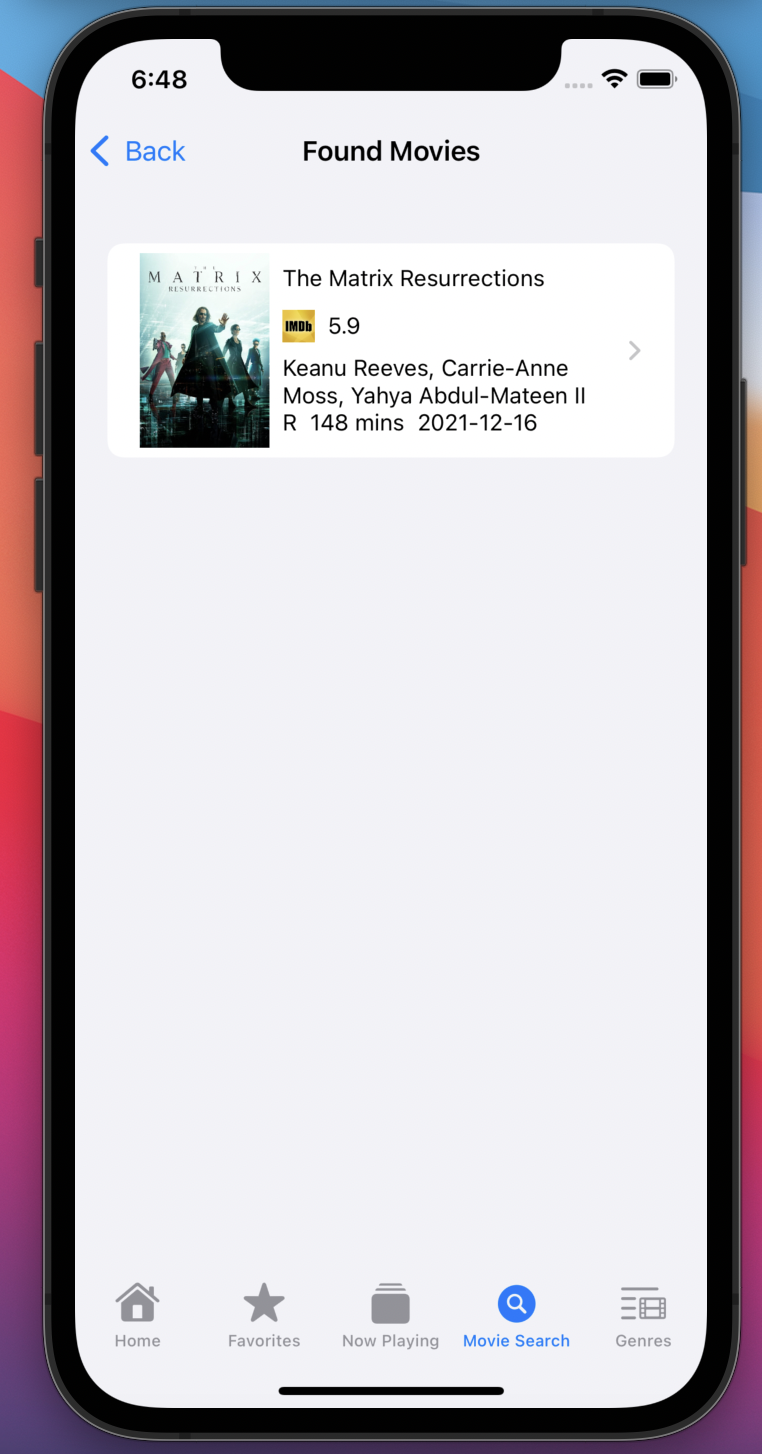 6:48
Back
Found Movies
THE
MATRIX
RESURRECTIONS
The Matrix Resurrections
IMDb 5.9
Keanu Reeves, Carrie-Anne
Moss, Yahya Abdul-Mateen II
R 148 mins 2021-12-16
Home
Favorites
Now Playing
Movie Search
Genres